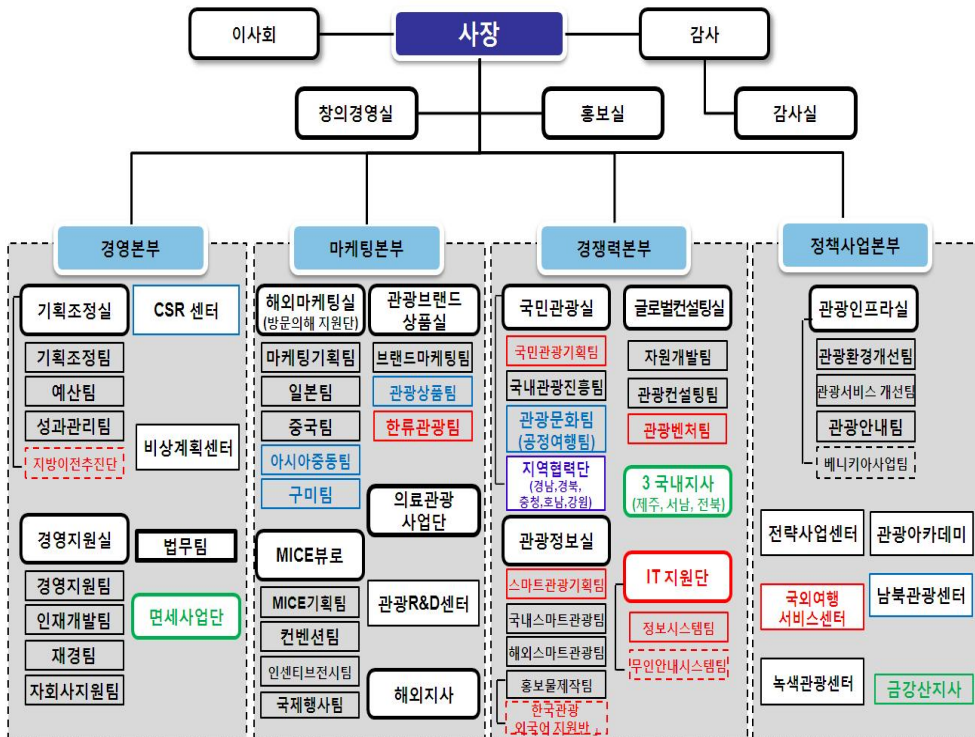 이사회
사장
감사
창의경영실
홍보실
감사실
경영본부
기획조정실
CSR 센터
기획조정팀
예산팀
성과관리팀
비상계획센터
지방이전추진단
경영지원실
법무팀
경영지원팀
인재개발팀
면세사업단
재경팀
자회사지원팀
마케팅본부
해외마케팅실
(방문의해 지원단)
관광브랜드
상품실
마케팅기획팀
브랜드마케팅팀
일본팀
관광상품팀
중국팀
한류관광팀
아시아중동팀
구미팀
의료관광
사업단
MICE뷰로
MICE기획팀
관광R&D센터
컨벤션팀
인센티브전시팀
국제행사팀
해외지사
경쟁력본부
국민관광실
글로벌컨설팅실
국민관광기획팀
자원개발팀
국내관광진흥팀
관광컨설팅팀
관광문화팀
(공정여행팀)
관광벤처팀
지역협력단
(경남,경북,
충청,호남,강원)
3 국내지사
(제주, 서남, 전북)
관광정보실
스마트관광기획팀
IT 지원단
국내스마트관광팀
정보시스템팀
해외스마트관광팀
무인안내시스템팀
홍보물제작팀
한국관광
외국어 지원반
정책사업본부
관광인프라실
관광환경개선팀
관광서비스 개선팀
관광안내팀
베니키아사업팀
전략사업센터
관광아카데미
국외여행
서비스센터
남북관광센터
녹색관광센터
금강산지사